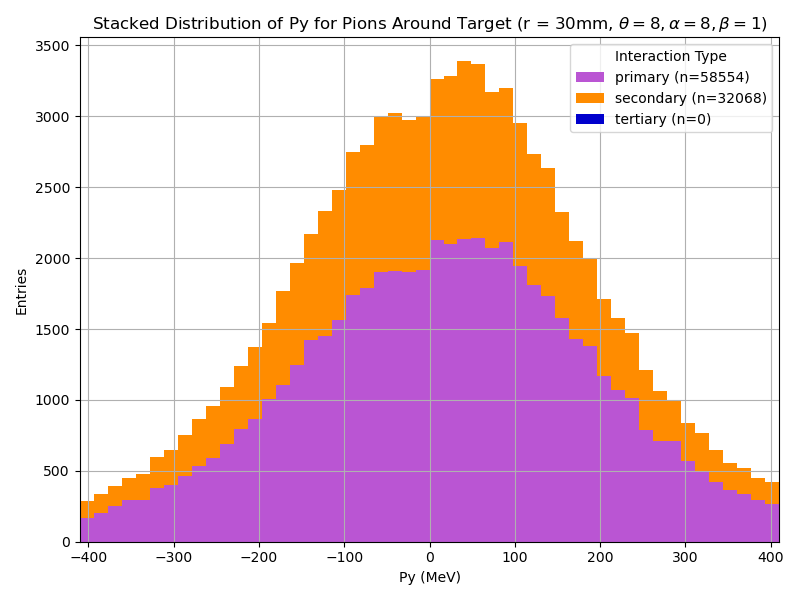 Stacked Distribution of Py for Pions Around Target (r = 30mm, θ = 8, α = 8, β = 1)
Interaction Type
primary (n=58554)
secondary (n=32068)
tertiary (n=0)
Entries
3500
3000
2500
2000
1500
1000
500
0
−400 −300 −200 −100 0 100 200 300 400
Py (MeV)